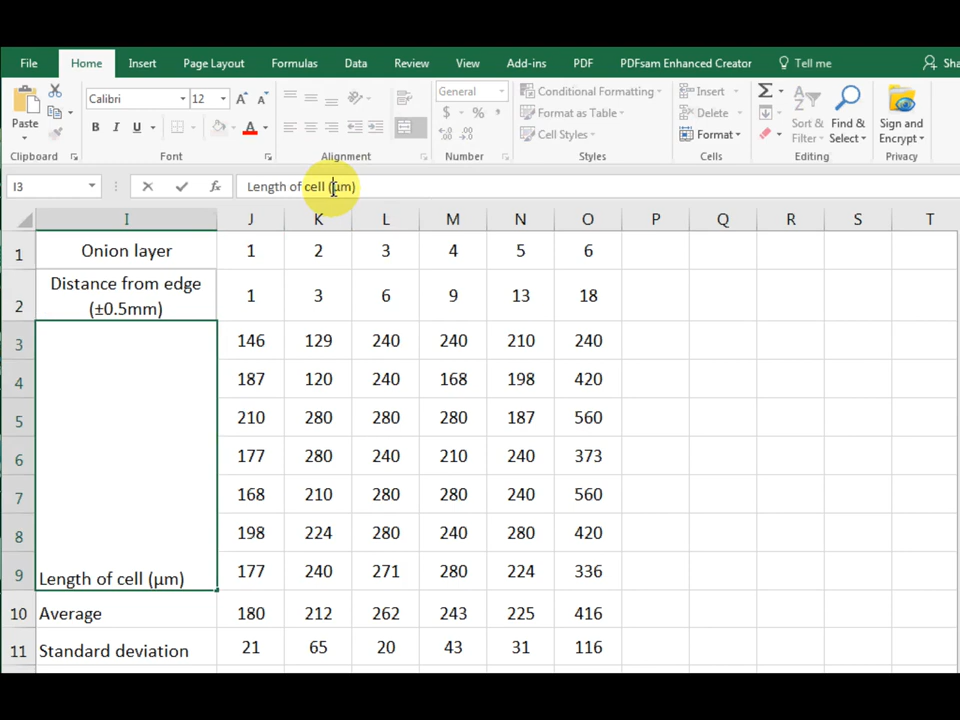 File Home Insert Page Layout Formulas Data Review View Add-ins PDF PDFsam Enhanced Creator Tell me Sha
Calibri 12 General Conditional Formatting Insert
Paste B I U A $ % Format as Table Delete Sort & Find & Sign and
Cell Styles Format Filter Select Encrypt
Clipboard Font Alignment Number Styles Cells Editing Privacy
I3 fx Length of cell (µm)
I J K L M N O P Q R S T
1 Onion layer 1 2 3 4 5 6
2 Distance from edge 1 3 6 9 13 18
(±0.5mm)
3 146 129 240 240 210 240
4 187 120 240 168 198 420
5 210 280 280 280 187 560
6 177 280 240 210 240 373
7 168 210 280 280 240 560
8 198 224 280 240 280 420
9 Length of cell (µm) 177 240 271 280 224 336
10 Average 180 212 262 243 225 416
11 Standard deviation 21 65 20 43 31 116